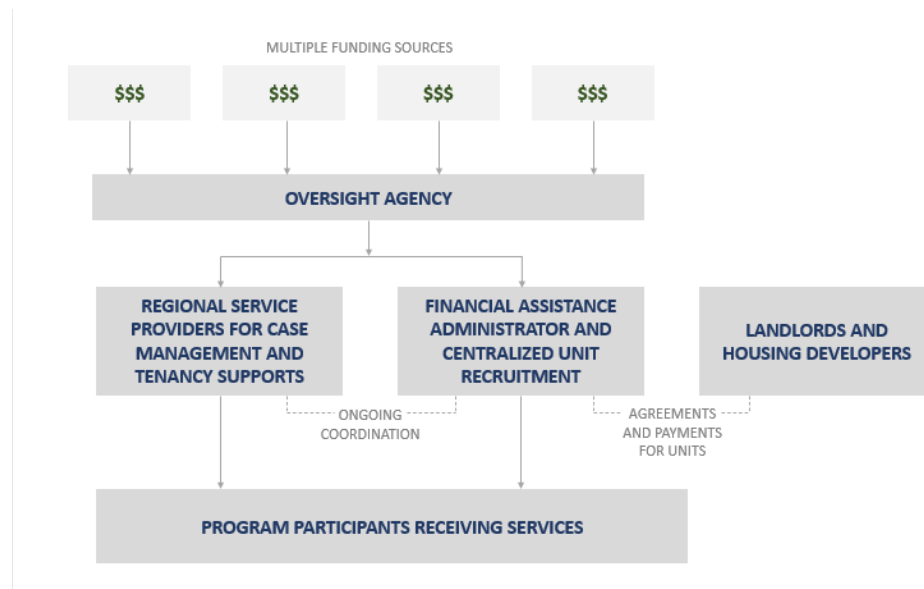 MULTIPLE FUNDING SOURCES
$$$
$$$
$$$
$$$
OVERSIGHT AGENCY
REGIONAL SERVICE
PROVIDERS FOR CASE
MANAGEMENT AND
TENANCY SUPPORTS
FINANCIAL ASSISTANCE
ADMINISTRATOR AND
CENTRALIZED UNIT
RECRUITMENT
LANDLORDS AND
HOUSING DEVELOPERS
ONGOING
COORDINATION
AGREEMENTS
AND PAYMENTS
FOR UNITS
PROGRAM PARTICIPANTS RECEIVING SERVICES